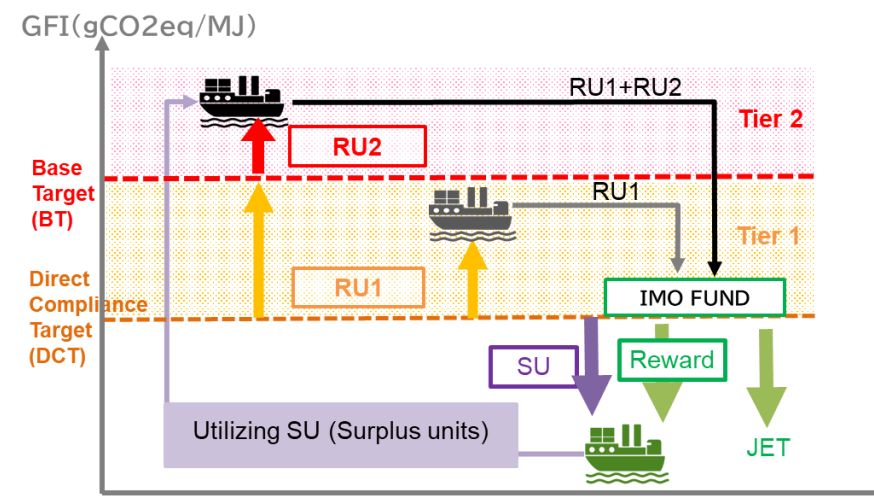 GFI(gCO2eq/MJ)
RU1+RU2
Tier 2
RU2
Base
Target
(BT)
RU1
Tier 1
Direct
Compliance
Target
(DCT)
RU1
IMO FUND
SU
Reward
Utilizing SU (Surplus units)
JET